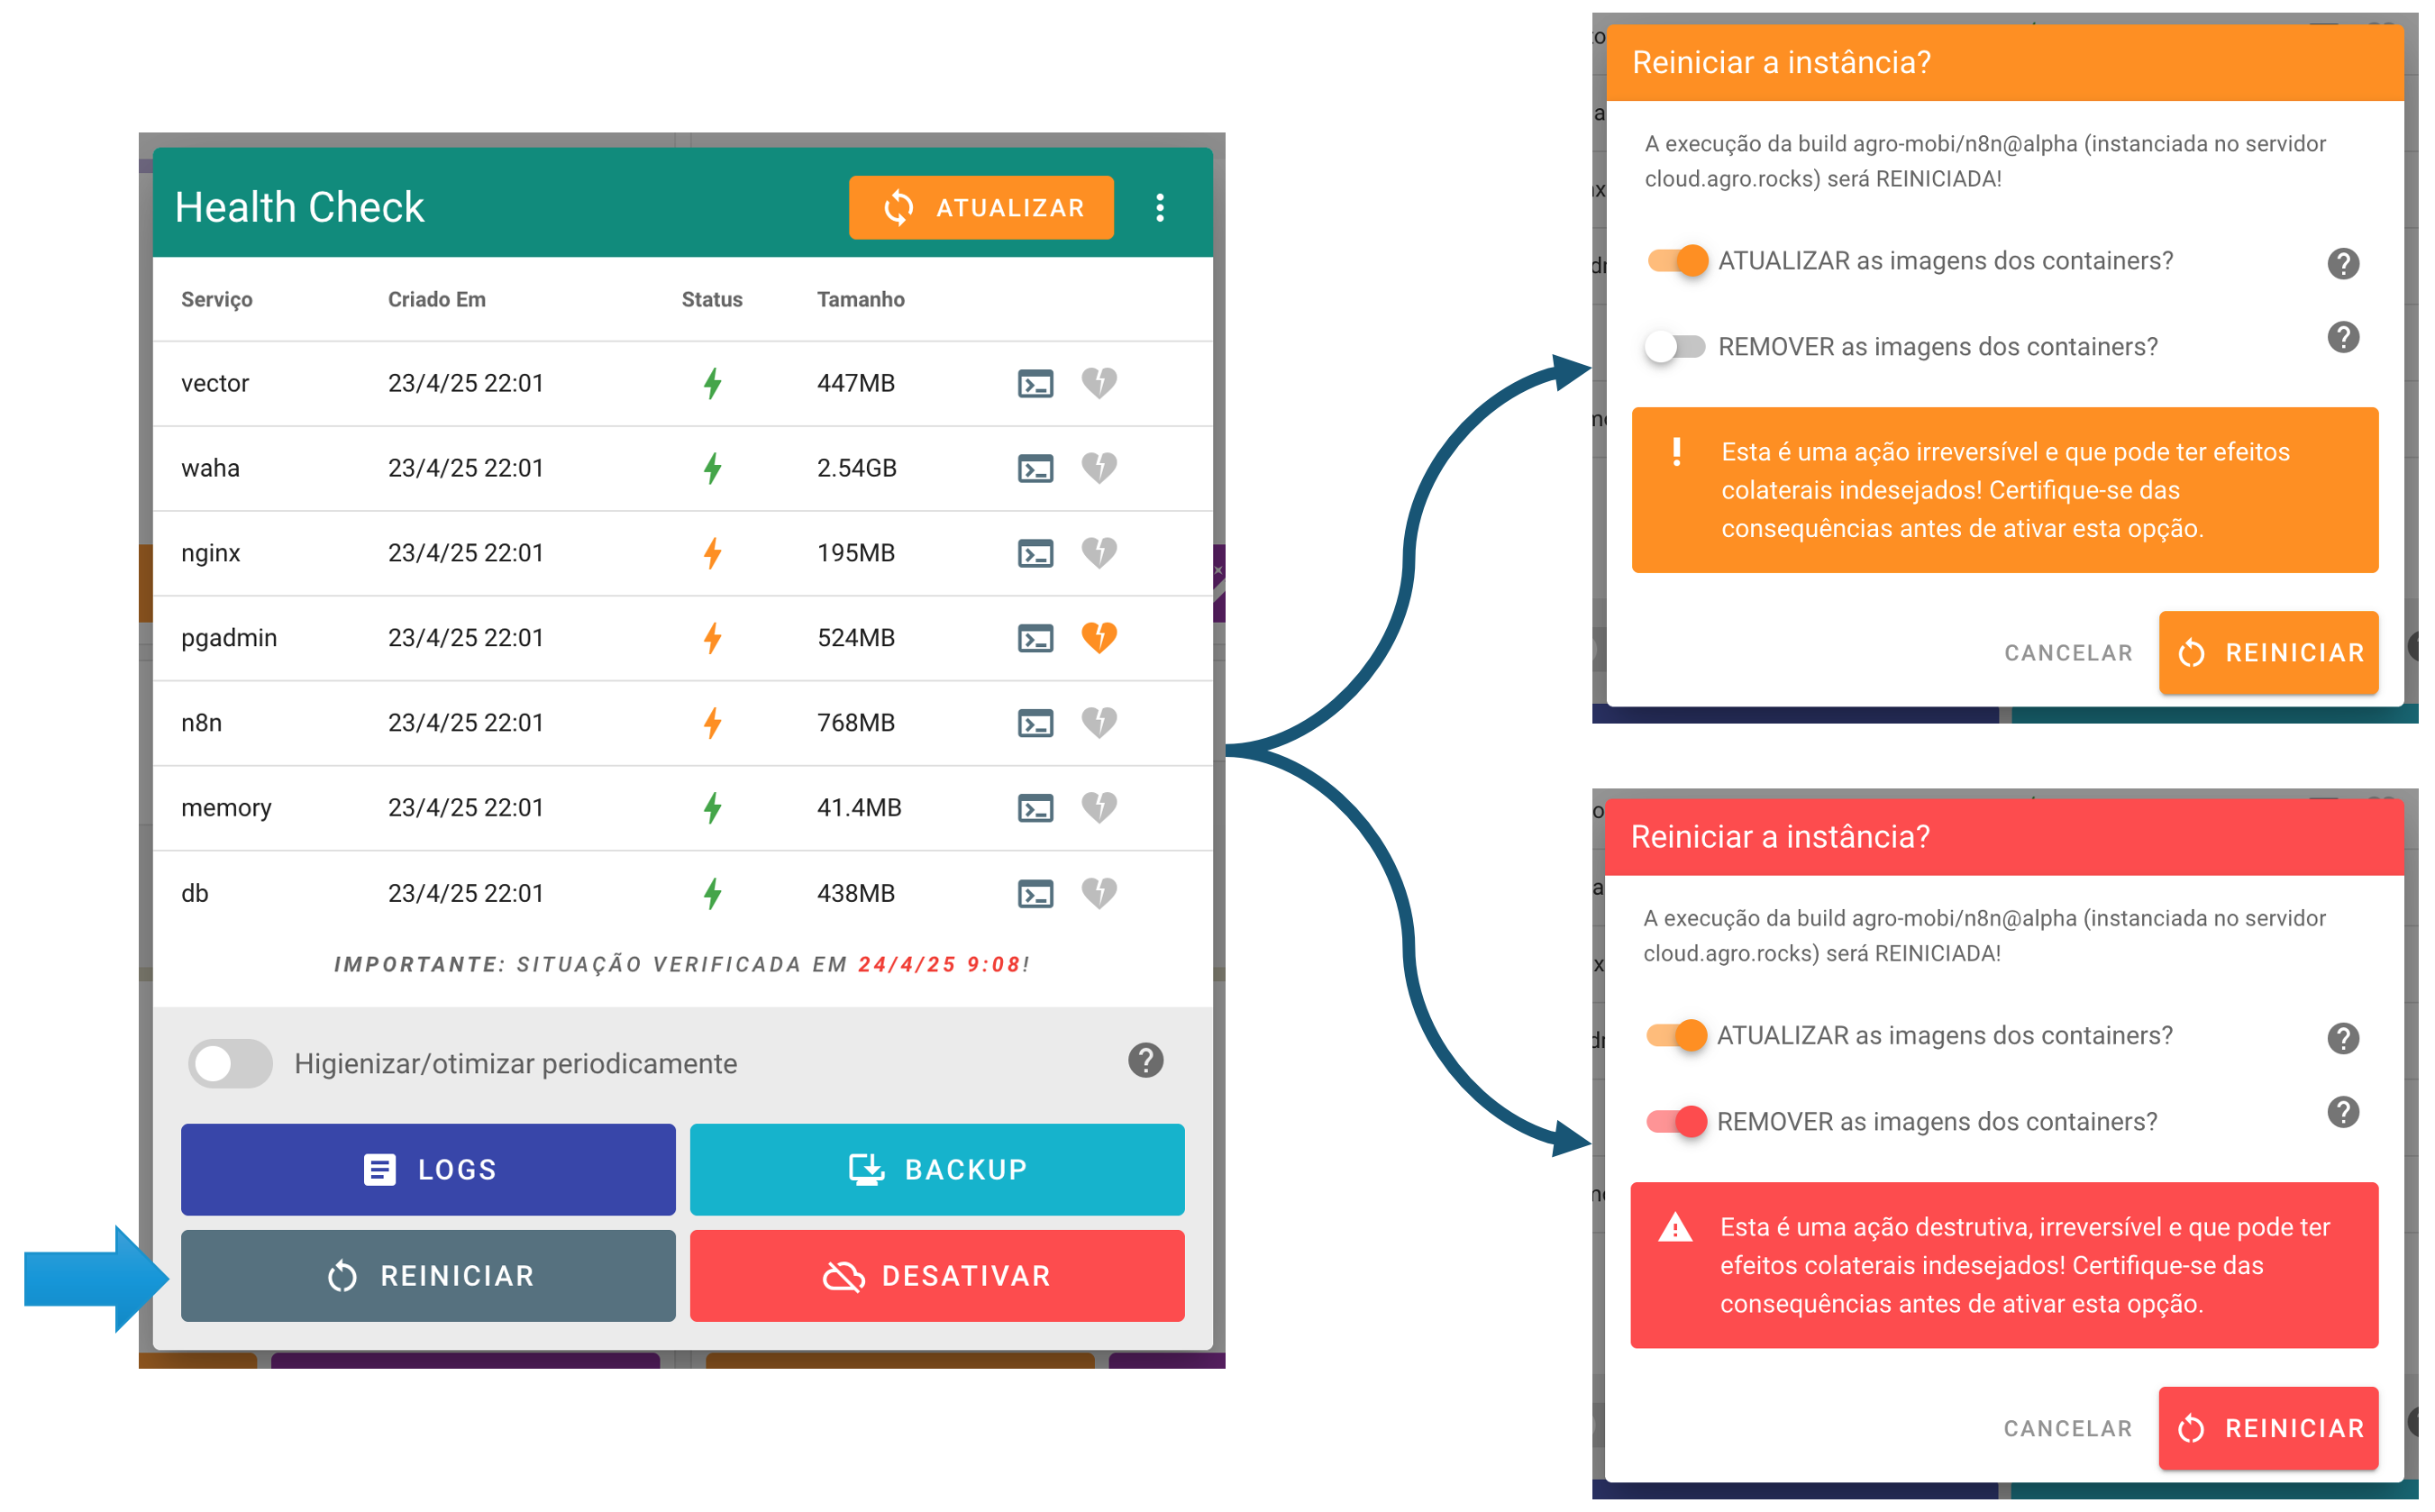 Health Check
ATUALIZAR
Serviço Criado Em Status Tamanho
vector 23/4/25 22:01 447MB
waha 23/4/25 22:01 2.54GB
nginx 23/4/25 22:01 195MB
pgadmin 23/4/25 22:01 524MB
n8n 23/4/25 22:01 768MB
memory 23/4/25 22:01 41.4MB
db 23/4/25 22:01 438MB
IMPORTANTE: SITUAÇÃO VERIFICADA EM 24/4/25 9:08!
Higienizar/otimizar periodicamente
LOGS
BACKUP
REINICIAR
DESATIVAR
Reiniciar a instância?
A execução da build agro-mobi/n8n@alpha (instanciada no servidor
cloud.agro.rocks) será REINICIADA!
ATUALIZAR as imagens dos containers?
REMOVER as imagens dos containers?
Esta é uma ação irreversível e que pode ter efeitos
colaterais indesejados! Certifique-se das
consequências antes de ativar esta opção.
CANCELAR
REINICIAR
Reiniciar a instância?
A execução da build agro-mobi/n8n@alpha (instanciada no servidor
cloud.agro.rocks) será REINICIADA!
ATUALIZAR as imagens dos containers?
REMOVER as imagens dos containers?
Esta é uma ação destrutiva, irreversível e que pode ter
efeitos colaterais indesejados! Certifique-se das
consequências antes de ativar esta opção.
CANCELAR
REINICIAR